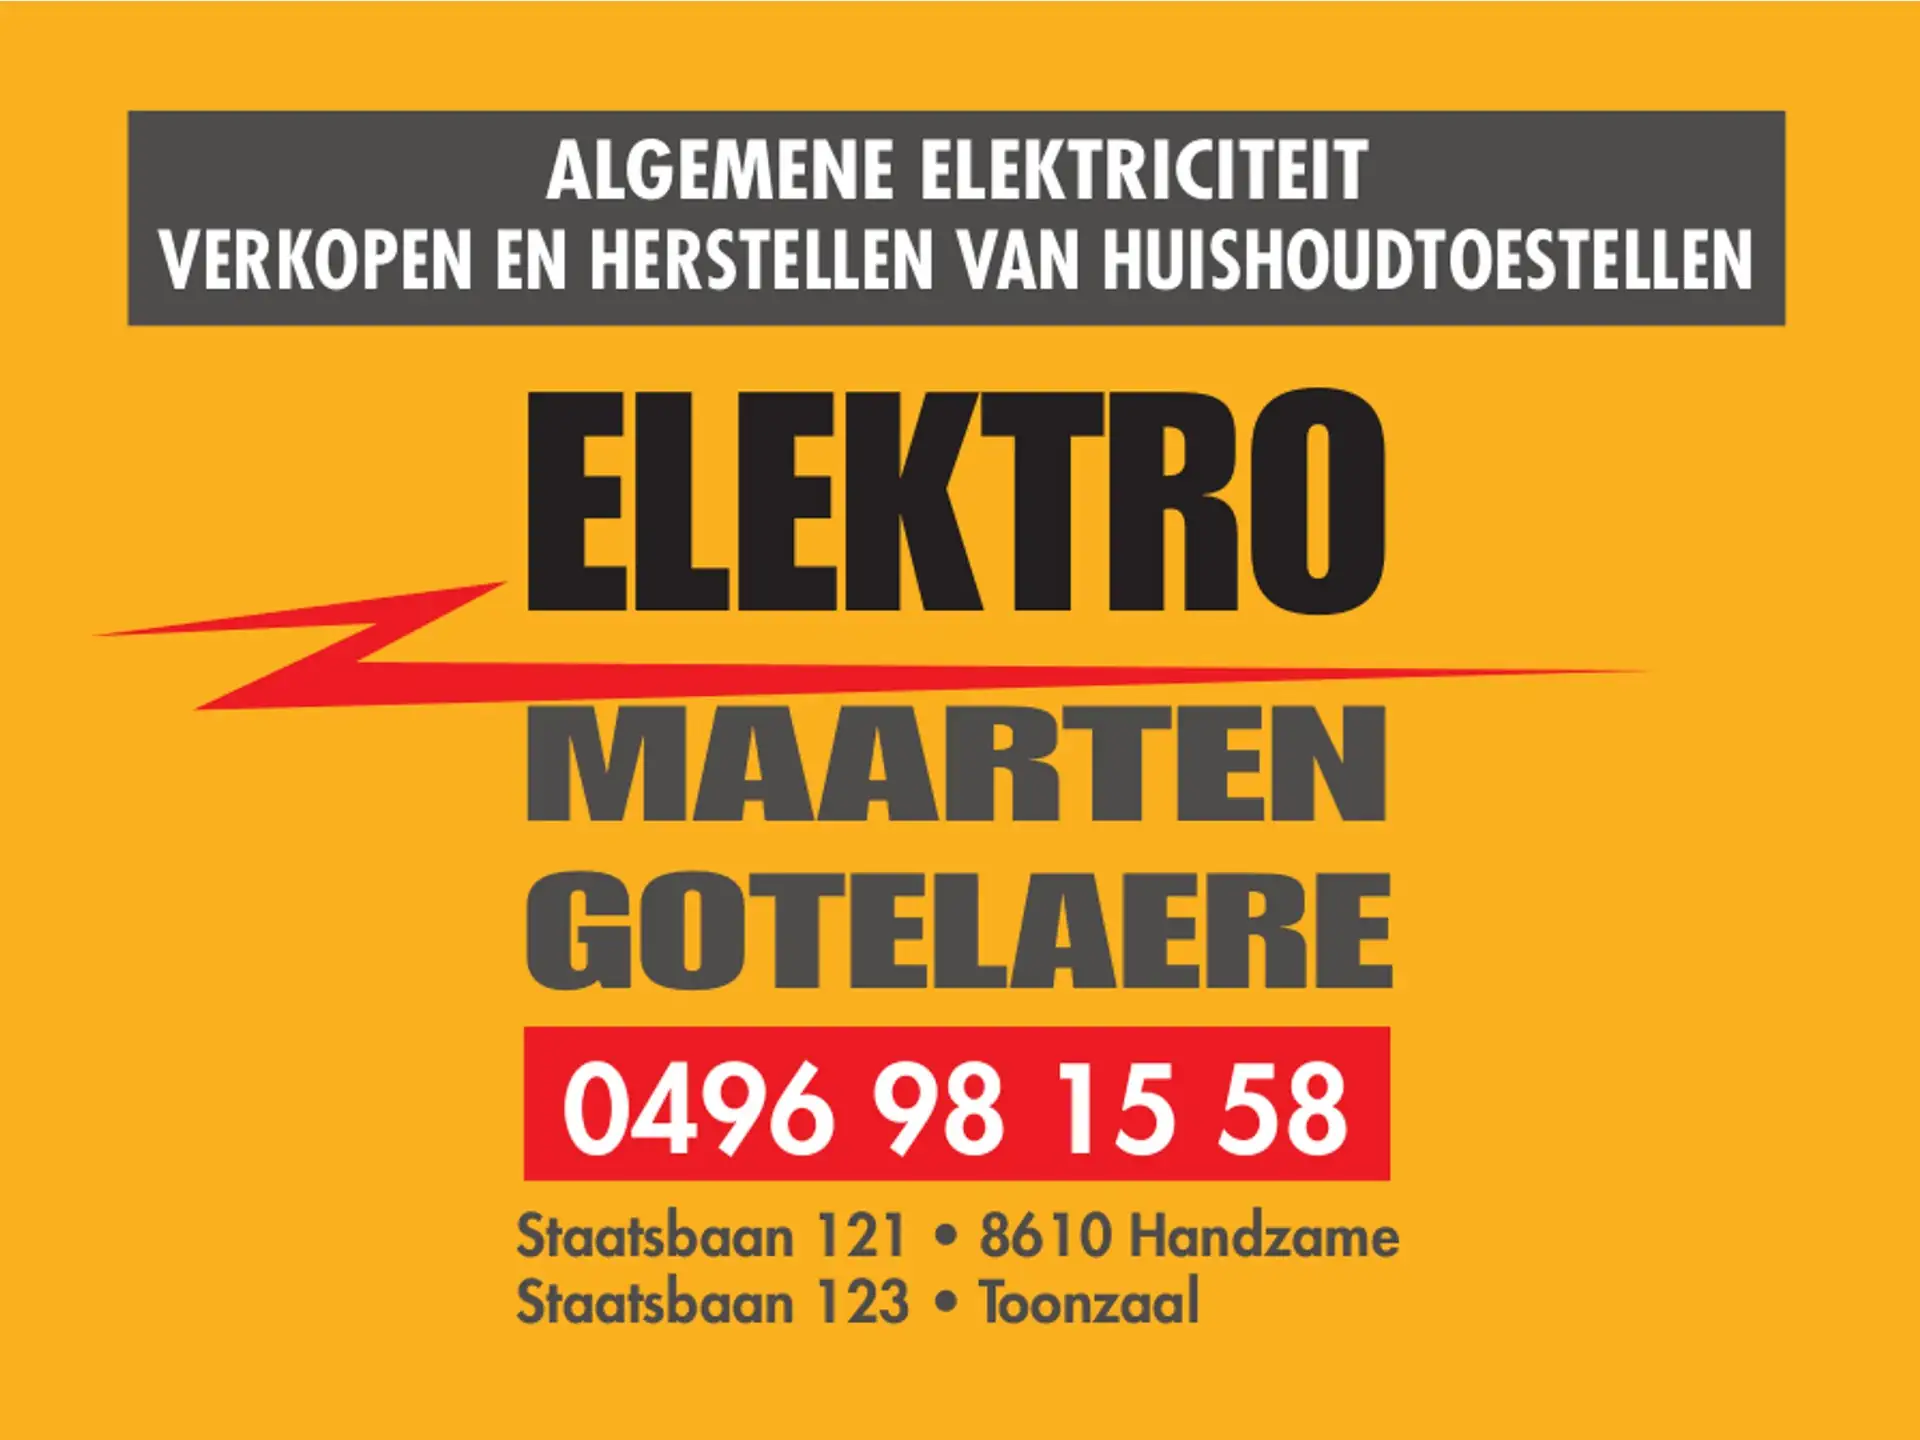 ALGEMENE ELEKTRICITEIT
VERKOPEN EN HERSTELLEN VAN HUISHOUDTOESTELLEN
ELEKTRO
MAARTEN
GOTELAERE
0496 98 15 58
Staatsbaan 121 • 8610 Handzame
Staatsbaan 123 • Toonzaal